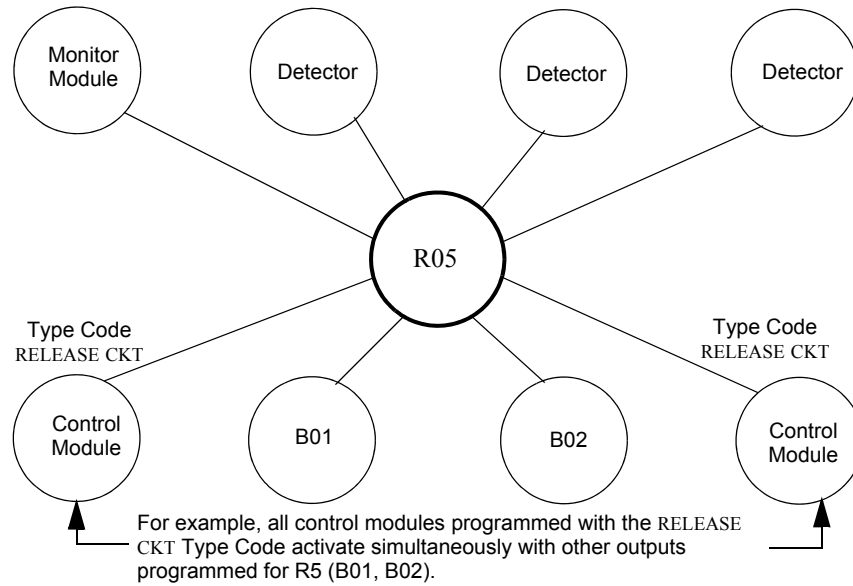 Monitor
Module
Detector
Detector
Detector
R05
Type Code
RELEASE CKT
Type Code
RELEASE CKT
Control
Module
B01
B02
Control
Module
For example, all control modules programmed with the RELEASE
CKT Type Code activate simultaneously with other outputs
programmed for R5 (B01, B02).